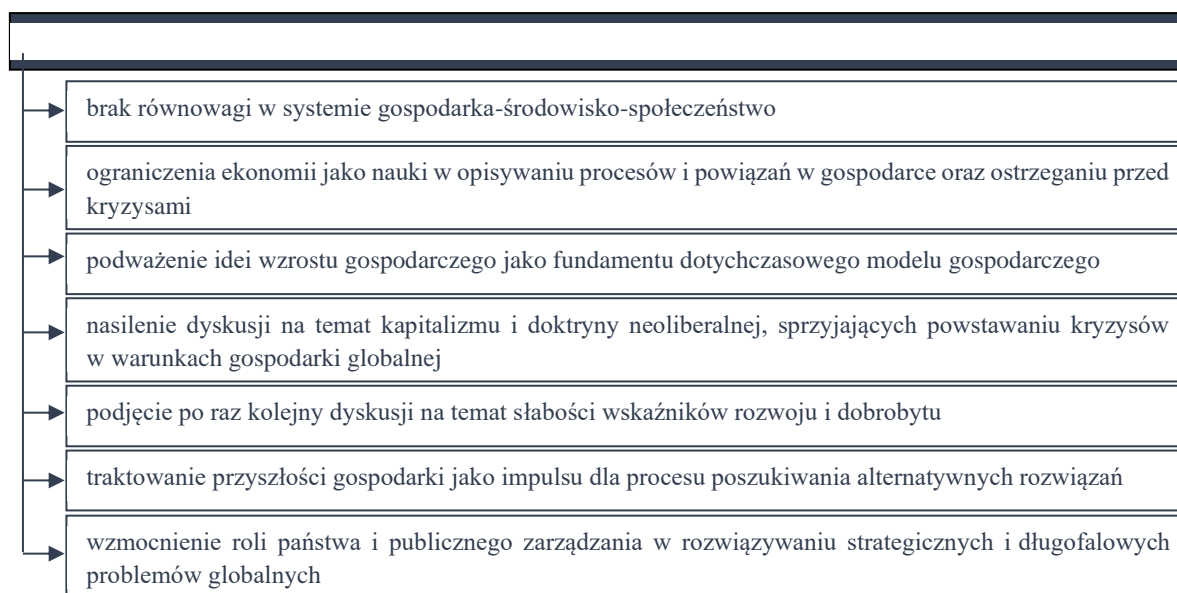 brak równowagi w systemie gospodarka-środowisko-społeczeństwo
ograniczenia ekonomii jako nauki w opisywaniu procesów i powiązań w gospodarce oraz ostrzeganiu przed
kryzysami
podważenie idei wzrostu gospodarczego jako fundamentu dotychczasowego modelu gospodarczego
nasilenie dyskusji na temat kapitalizmu i doktryny neoliberalnej, sprzyjających powstawaniu kryzysów
w warunkach gospodarki globalnej
podjęcie po raz kolejny dyskusji na temat słabości wskaźników rozwoju i dobrobytu
traktowanie przyszłości gospodarki jako impulsu dla procesu poszukiwania alternatywnych rozwiązań
wzmocnienie roli państwa i publicznego zarządzania w rozwiązywaniu strategicznych i długofalowych
problemów globalnych